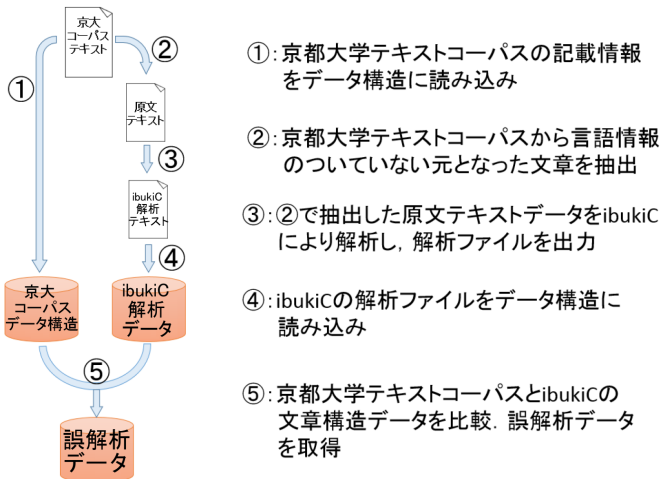 京大
コーパス
テキスト
①
②
原文
テキスト
③
ibukiC
解析
テキスト
④
京大
コーパス
データ構造
ibukiC
解析
データ
⑤
誤解析
データ
①:京都大学テキストコーパスの記載情報
をデータ構造に読み込み
②:京都大学テキストコーパスから言語情報
のついていない元となった文章を抽出
③:②で抽出した原文テキストデータをibukiC
により解析し，解析ファイルを出力
④:ibukiCの解析ファイルをデータ構造に
読み込み
⑤:京都大学テキストコーパスとibukiCの
文章構造データを比較．誤解析データ
を取得